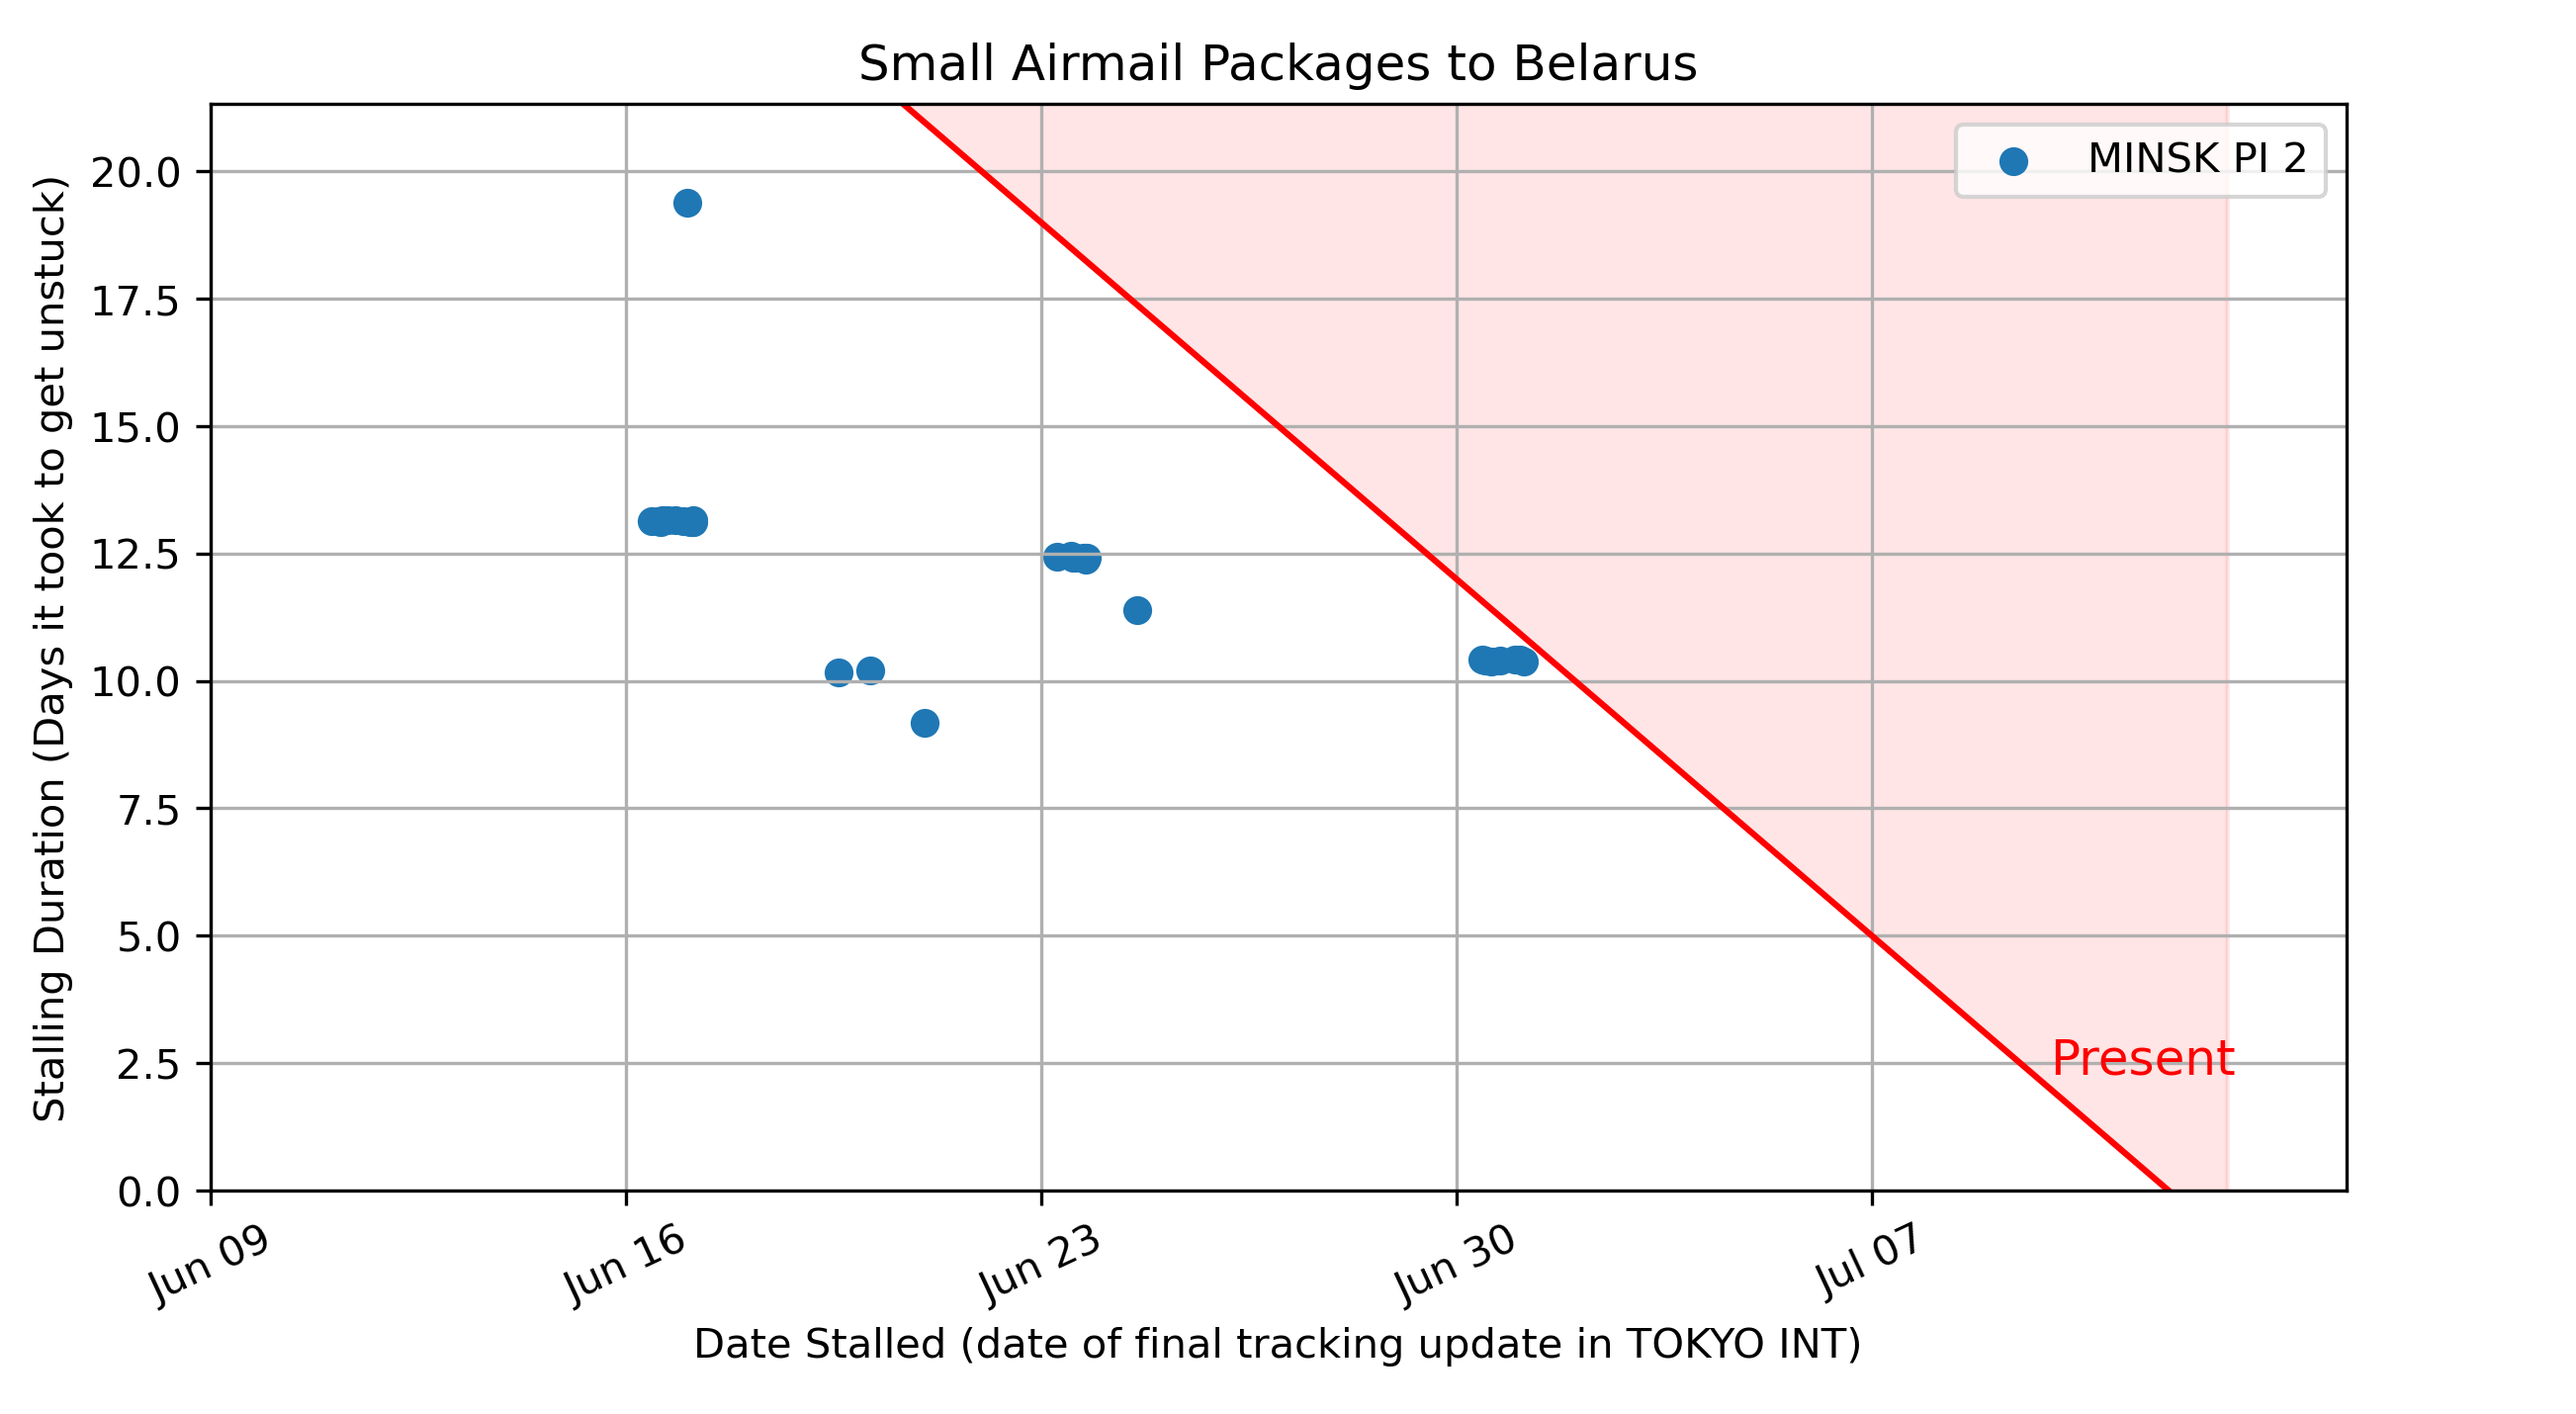 Small Airmail Packages to Belarus
MINSK PI 2
Stalling Duration (Days it took to get unstuck)
20.0
17.5
15.0
12.5
10.0
7.5
5.0
2.5
0.0
Present
Jun 09
Jun 16
Jun 23
Jun 30
Jul 07
Date Stalled (date of final tracking update in TOKYO INT)